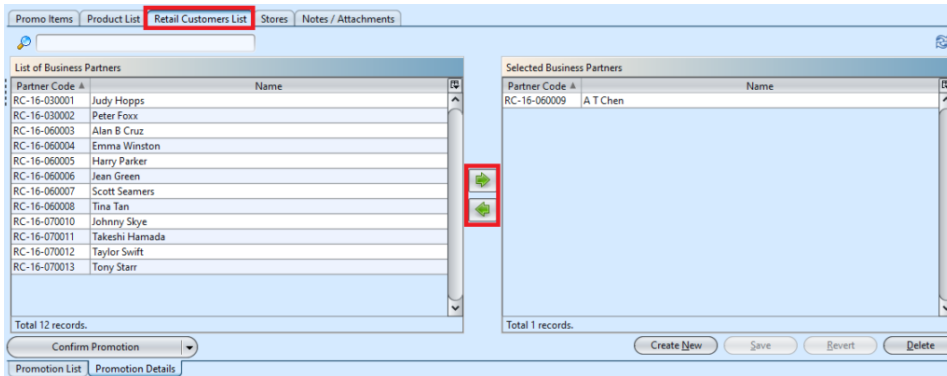 Promo Items Product List Retail Customers List Stores Notes / Attachments
List of Business Partners
Partner Code Name
RC-16-030001 Judy Hopps
RC-16-030002 Peter Foxx
RC-16-060003 Alan B Cruz
RC-16-060004 Emma Winston
RC-16-060005 Harry Parker
RC-16-060006 Jean Green
RC-16-060007 Scott Seamers
RC-16-060008 Tina Tan
RC-16-070010 Johnny Skye
RC-16-070011 Takeshi Hamada
RC-16-070012 Taylor Swift
RC-16-070013 Tony Starr
Total 12 records.
Selected Business Partners
Partner Code Name
RC-16-060009 A T Chen
Total 1 records.
Confirm Promotion Create New Save Revert Delete
Promotion List Promotion Details